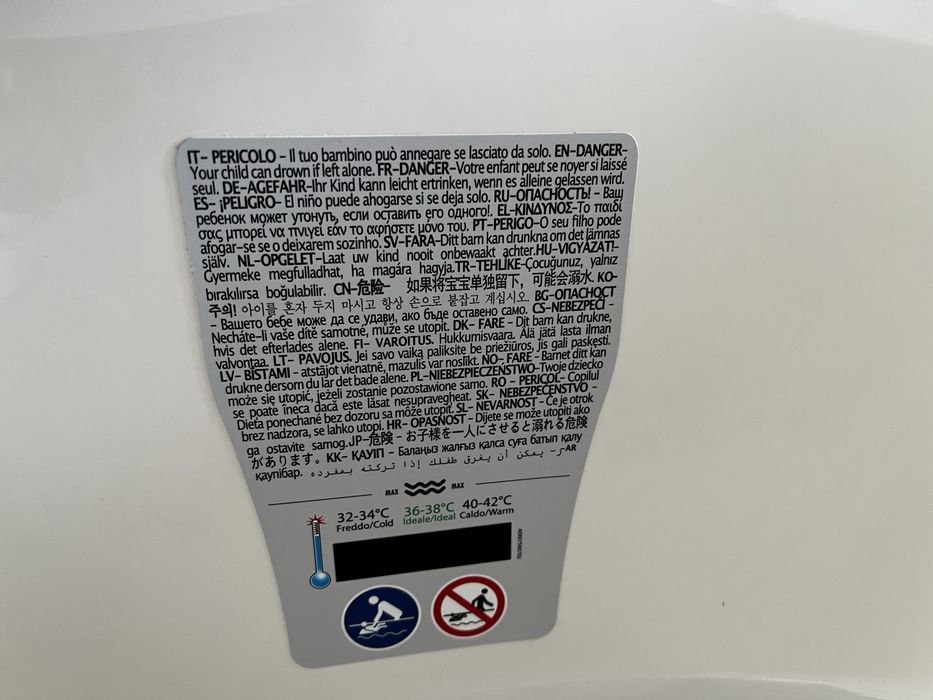 IT- PERICOLO - Il tuo bambino può annegare se lasciato da solo. EN-DANGER-
Your child can drown if left alone. FR-DANGER-Votre enfant peut se noyer si laissé
seul. DE-AGEFAHR-Ihr Kind kann leicht ertrinken, wenn es alleine gelassen wird.
ES- ¡PELIGRO- El niño puede ahogarse si se deja solo. RU-ОПАСНОСТЬ! - Ваш
ребенок может утонуть, если оставить его одного!. EL-ΚΙΝΔΥΝΟΣ-Το παιδί
σας μπορεί να πνιγεί εάν το αφήσετε μόνο του. PT-PERIGO-O seu filho pode
afogar-se se o deixarem sozinho. SV-FARA-Ditt barn kan drunkna om det lämnas
själv. NL-OPGELET-Laat uw kind nooit onbewaakt achter.HU-VIGYÁZAT!-
Gyermeke megfulladhat, ha magára hagyja.TR-TEHLİKE-Çocuğunuz, yalnız
bırakılırsa boğulabilir. CN-危险- 如果将宝宝单独留下，可能会溺水. KO-
주의! 아이를 혼자 두지 마시고 항상 손으로 붙잡고 계십시오. BG-ОПАСНОСТ
- Вашето бебе може да се удави, ако бъде оставено само. CS-NEBEZPEČÍ -
Necháte-li vaše dítě samotné, může se utopit. DK- FARE - Dit barn kan drukne,
hvis det efterlades alene. FI- VAROITUS. Hukkumisvaara. Älä jätä lasta ilman
valvontaa. LT- PAVOJUS. Jei savo vaiką paliksite be priežiūros, jis gali paskęsti.
LV- BĪSTAMI - atstājot vienatnē, mazulis var noslīkt. NO- FARE - Barnet ditt kan
drukne dersom du lar det bade alene. PL-NIEBEZPIECZEŃSTWO-Twoje dziecko
może się utopić, jeżeli zostanie pozostawione samo. RO - PERICOL- Copilul
se poate îneca dacă este lăsat nesupravegheat. SK- NEBEZPEČENSTVO -
Dieťa ponechané bez dozoru sa môže utopiť. SL- NEVARNOST - Če je otrok
brez nadzora, se lahko utopi. HR- OPASNOST - Dijete se može utopiti ako
ga ostavite samog.JP-危険 - お子様を一人にさせると溺れる危険
があります。KK- ҚАУІП - Балаңыз жалғыз қалса суға батып қалу
қаупібар. AR-ر- يمكن أن يغرق طفلك إذا تركته بمفرده
MAX MAX
32-34°C 36-38°C 40-42°C
Freddo/Cold Ideale/Ideal Caldo/Warm